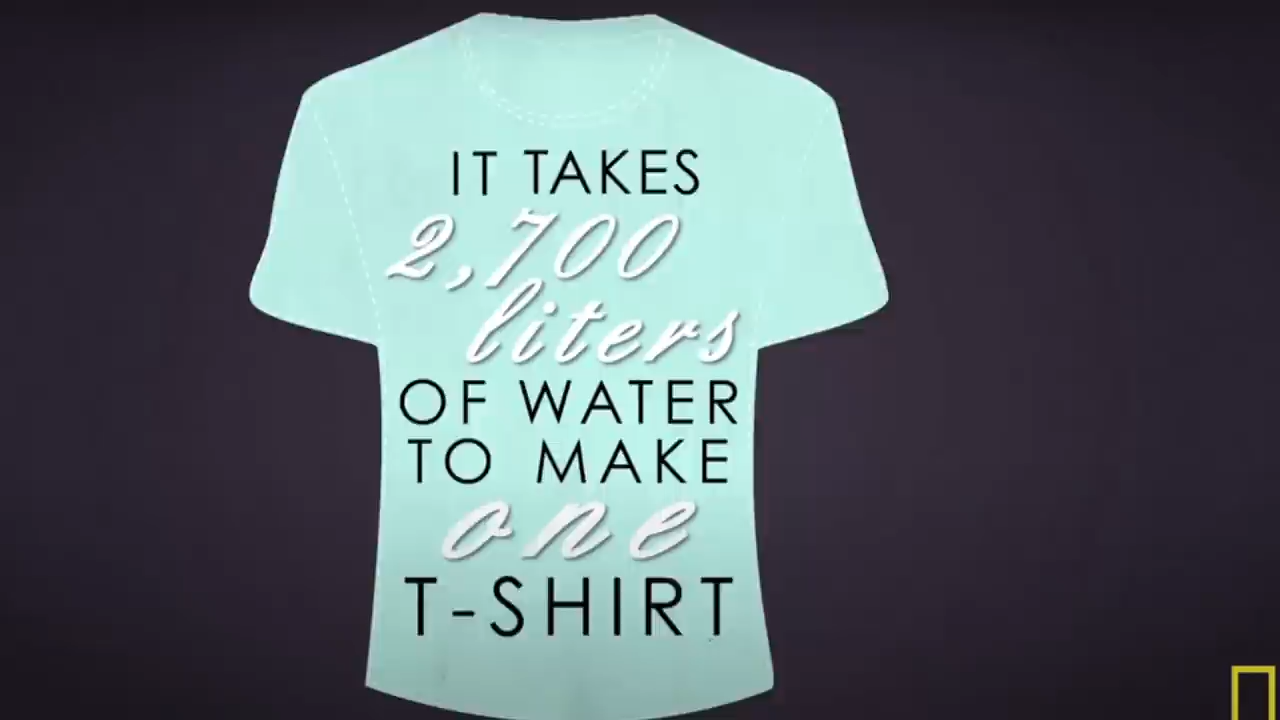 IT TAKES
2,700
liters
OF WATER
TO MAKE
one
T-SHIRT